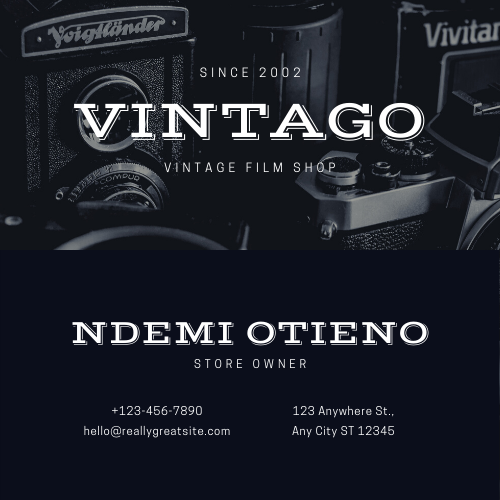 Voigtländer
Vivitar
SINCE 2002
VINTAGO
VINTAGE FILM SHOP
COMPUR
NDEMI OTIENO
STORE OWNER
+123-456-7890
hello@reallygreatsite.com
123 Anywhere St.,
Any City ST 12345